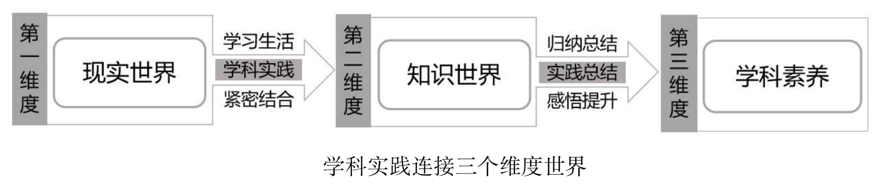 第一维度
现实世界
学习生活
学科实践
紧密结合
第二维度
知识世界
归纳总结
实践总结
感悟提升
第三维度
学科素养
学科实践连接三个维度世界